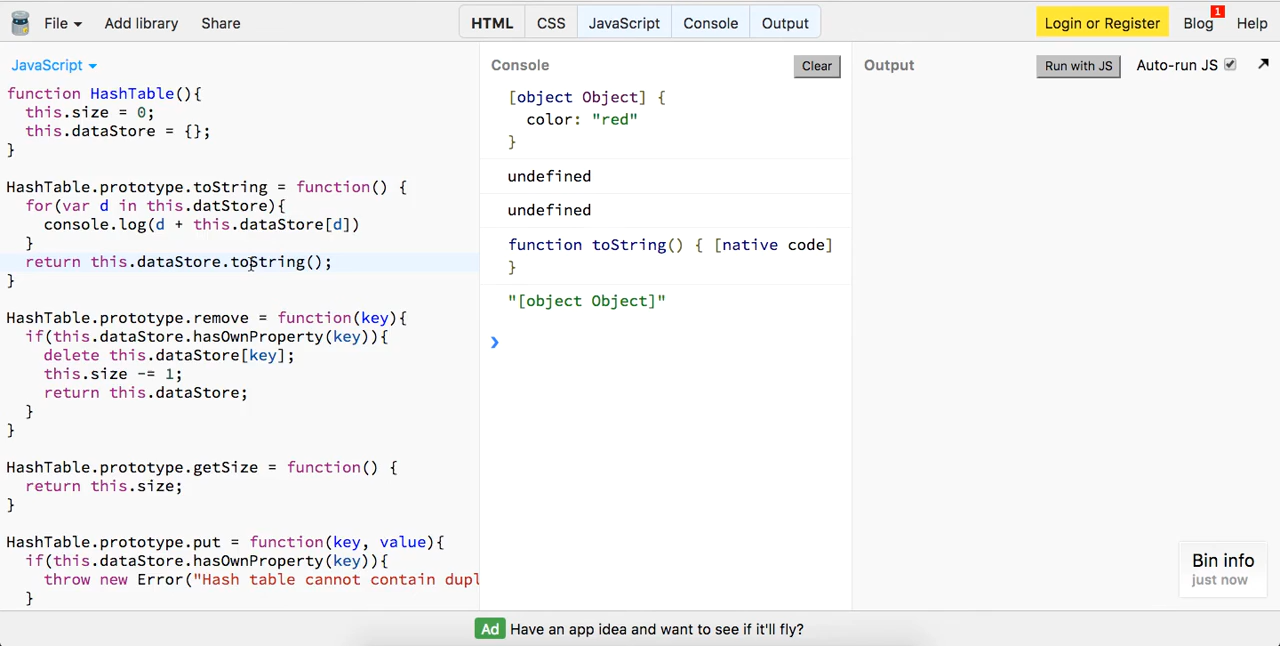 File Add library Share HTML CSS JavaScript Console Output Login or Register Blog 1 Help
JavaScript
function HashTable(){
  this.size = 0;
  this.dataStore = {};
}
HashTable.prototype.toString = function() {
  for(var d in this.datStore){
    console.log(d + this.dataStore[d])
  }
  return this.dataStore.toString();
}
HashTable.prototype.remove = function(key){
  if(this.dataStore.hasOwnProperty(key)){
    delete this.dataStore[key];
    this.size -= 1;
    return this.dataStore;
  }
}
HashTable.prototype.getSize = function() {
  return this.size;
}
HashTable.prototype.put = function(key, value){
  if(this.dataStore.hasOwnProperty(key)){
    throw new Error("Hash table cannot contain dupl
  }
Console Clear
[object Object] {
  color: "red"
}
undefined
undefined
function toString() { [native code]
}
"[object Object]"
❯
Output Run with JS Auto-run JS
Bin info
just now
Ad Have an app idea and want to see if it'll fly?